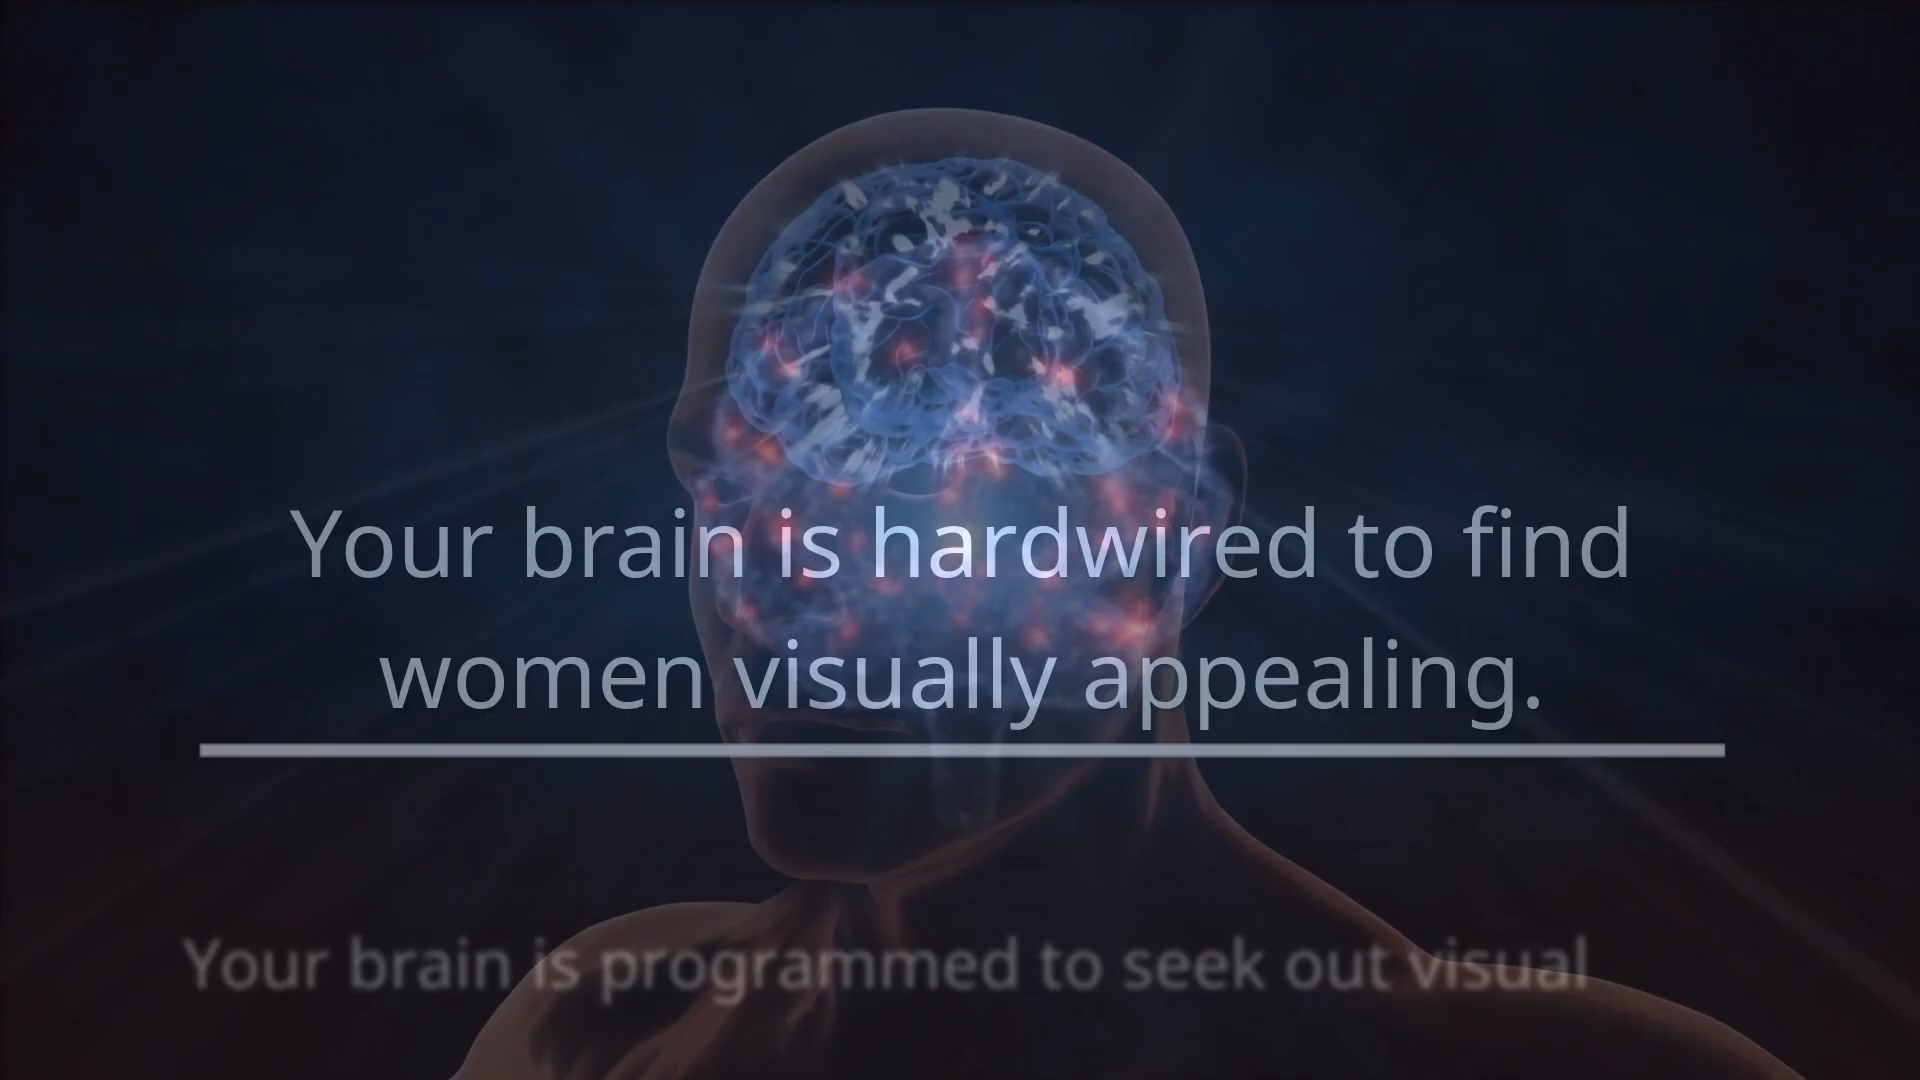 Your brain is hardwired to find
women visually appealing.
Your brain is programmed to seek out visual